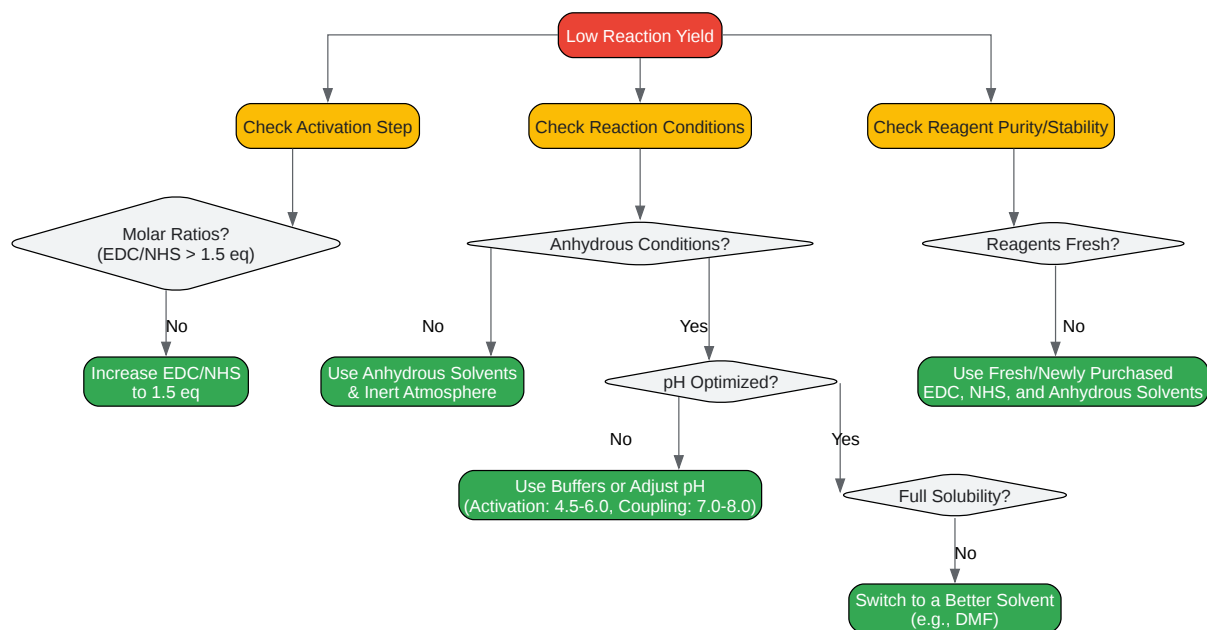 Low Reaction Yield
Check Activation Step
Check Reaction Conditions
Check Reagent Purity/Stability
Molar Ratios?
(EDC/NHS > 1.5 eq)
Anhydrous Conditions?
Reagents Fresh?
No
No
Yes
No
Increase EDC/NHS
to 1.5 eq
Use Anhydrous Solvents
& Inert Atmosphere
pH Optimized?
Use Fresh/Newly Purchased
EDC, NHS, and Anhydrous Solvents
No
Yes
Use Buffers or Adjust pH
(Activation: 4.5-6.0, Coupling: 7.0-8.0)
Full Solubility?
No
Switch to a Better Solvent
(e.g., DMF)